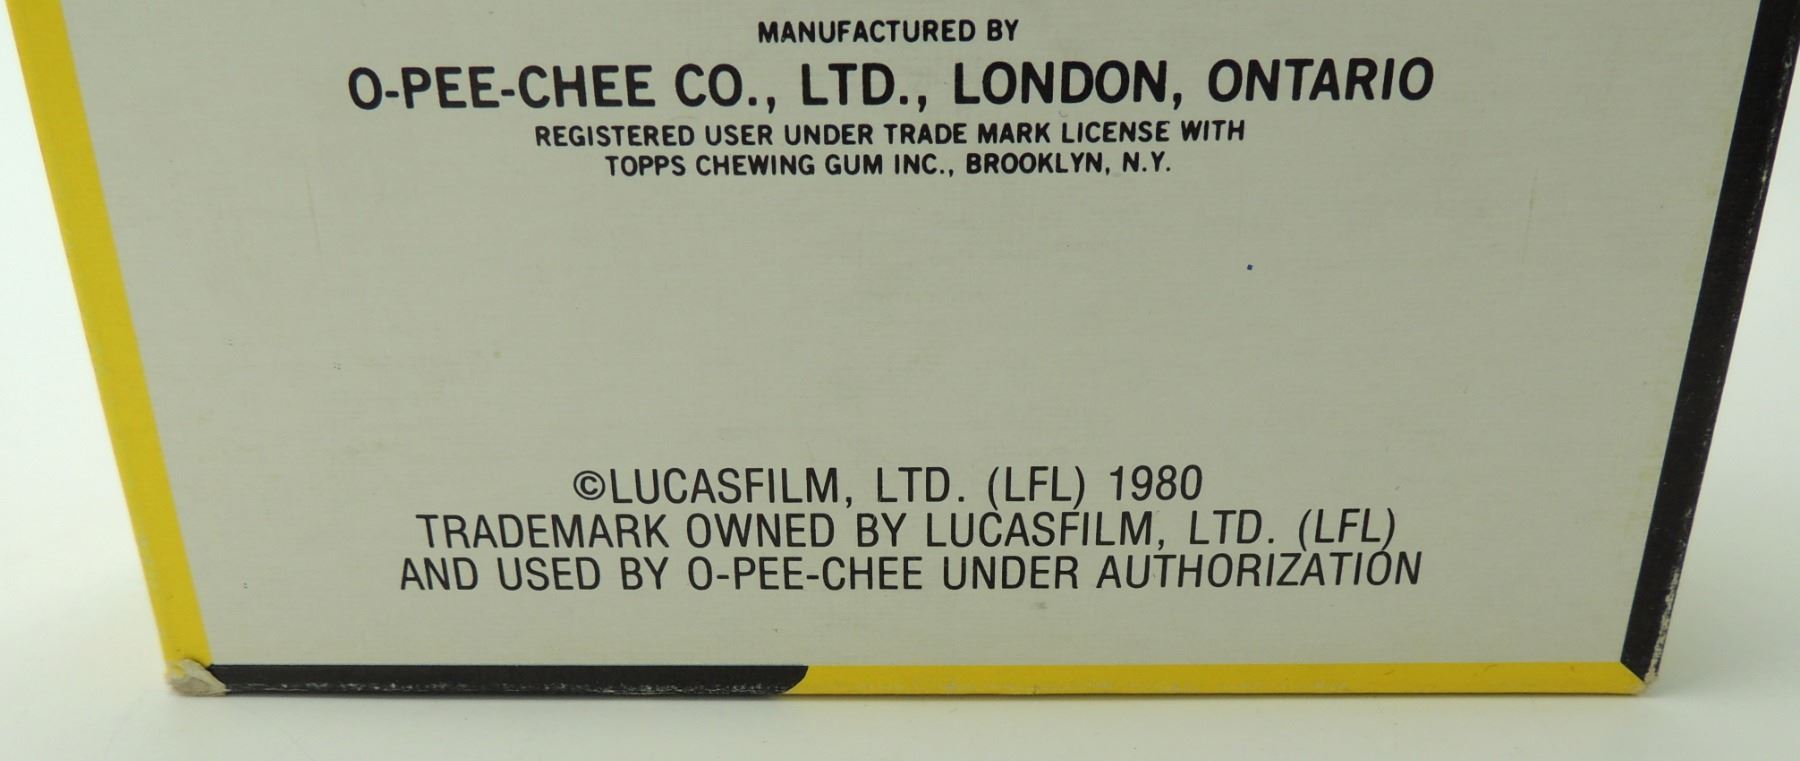 MANUFACTURED BY
O-PEE-CHEE CO., LTD., LONDON, ONTARIO
REGISTERED USER UNDER TRADE MARK LICENSE WITH
TOPPS CHEWING GUM INC., BROOKLYN, N.Y.
©LUCASFILM, LTD. (LFL) 1980
TRADEMARK OWNED BY LUCASFILM, LTD. (LFL)
AND USED BY O-PEE-CHEE UNDER AUTHORIZATION